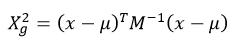 X_g^2 = (x − μ)^T M^{-1} (x − μ)